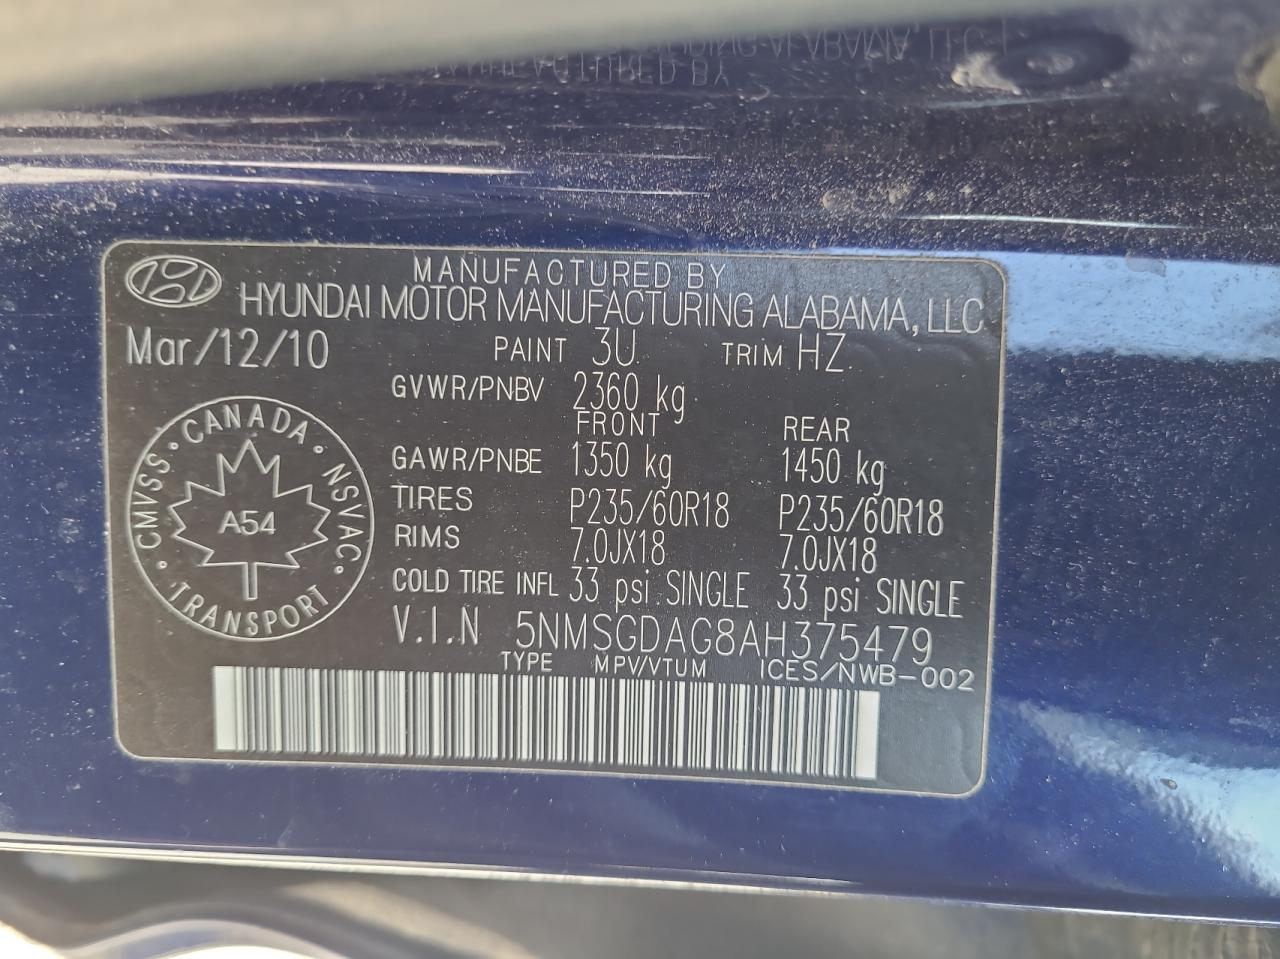 MANUFACTURED BY
HYUNDAI MOTOR MANUFACTURING ALABAMA, LLC
Mar/12/10 PAINT 3U TRIM HZ
GVWR/PNBV 2360 kg
FRONT REAR
GAWR/PNBE 1350 kg 1450 kg
TIRES P235/60R18 P235/60R18
RIMS 7.0JX18 7.0JX18
COLD TIRE INFL 33 psi SINGLE 33 psi SINGLE
V.I.N 5NMSGDAG8AH375479
TYPE MPV/VTUM ICES/NWB-002
CMVSS • CANADA • NSVAC • TRANSPORT •
A54